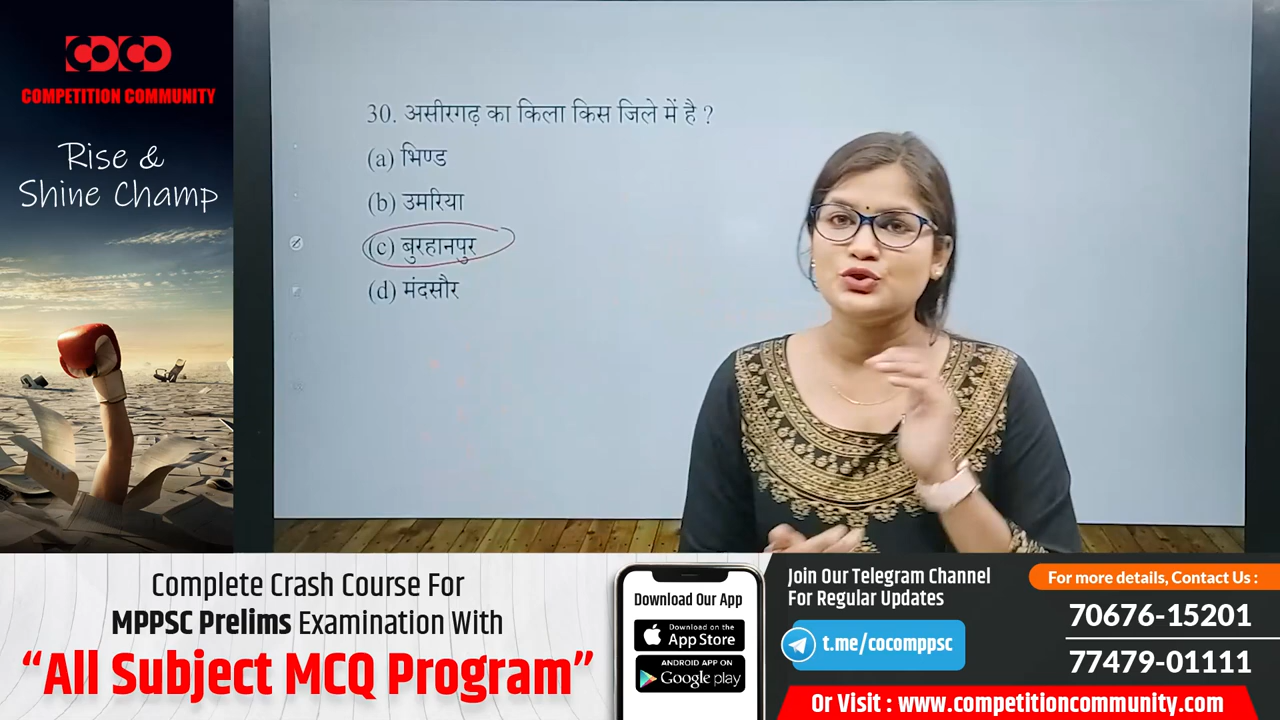 COCO
COMPETITION COMMUNITY
Rise &
Shine Champ
30. असीरगढ़ का किला किस जिले में है ?
(a) भिण्ड
(b) उमरिया
(c) बुरहानपुर
(d) मंदसौर
Complete Crash Course For
MPPSC Prelims Examination With
“All Subject MCQ Program”
Download Our App
Download on the
App Store
ANDROID APP ON
Google play
Join Our Telegram Channel
For Regular Updates
t.me/cocomppsc
For more details, Contact Us :
70676-15201
77479-01111
Or Visit : www.competitioncommunity.com